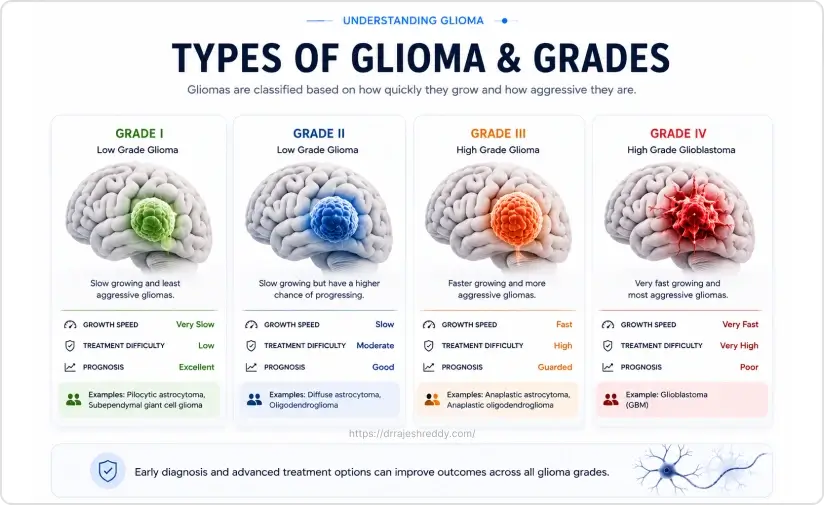 UNDERSTANDING GLIOMA
TYPES OF GLIOMA & GRADES
Gliomas are classified based on how quickly they grow and how aggressive they are.
GRADE I
Low Grade Glioma
Slow growing and least
aggressive gliomas.
GROWTH SPEED Very Slow
TREATMENT DIFFICULTY Low
PROGNOSIS Excellent
Examples: Pilocytic astrocytoma,
Subependymal giant cell glioma
GRADE II
Low Grade Glioma
Slow growing but have a higher
chance of progressing.
GROWTH SPEED Slow
TREATMENT DIFFICULTY Moderate
PROGNOSIS Good
Examples: Diffuse astrocytoma,
Oligodendroglioma
GRADE III
High Grade Glioma
Faster growing and more
aggressive gliomas.
GROWTH SPEED Fast
TREATMENT DIFFICULTY High
PROGNOSIS Guarded
Examples: Anaplastic astrocytoma,
Anaplastic oligodendroglioma
GRADE IV
High Grade Glioblastoma
Very fast growing and
most aggressive gliomas.
GROWTH SPEED Very Fast
TREATMENT DIFFICULTY Very High
PROGNOSIS Poor
Example: Glioblastoma
(GBM)
https://drrajeshreddy.com/
Early diagnosis and advanced treatment options can improve outcomes across all glioma grades.